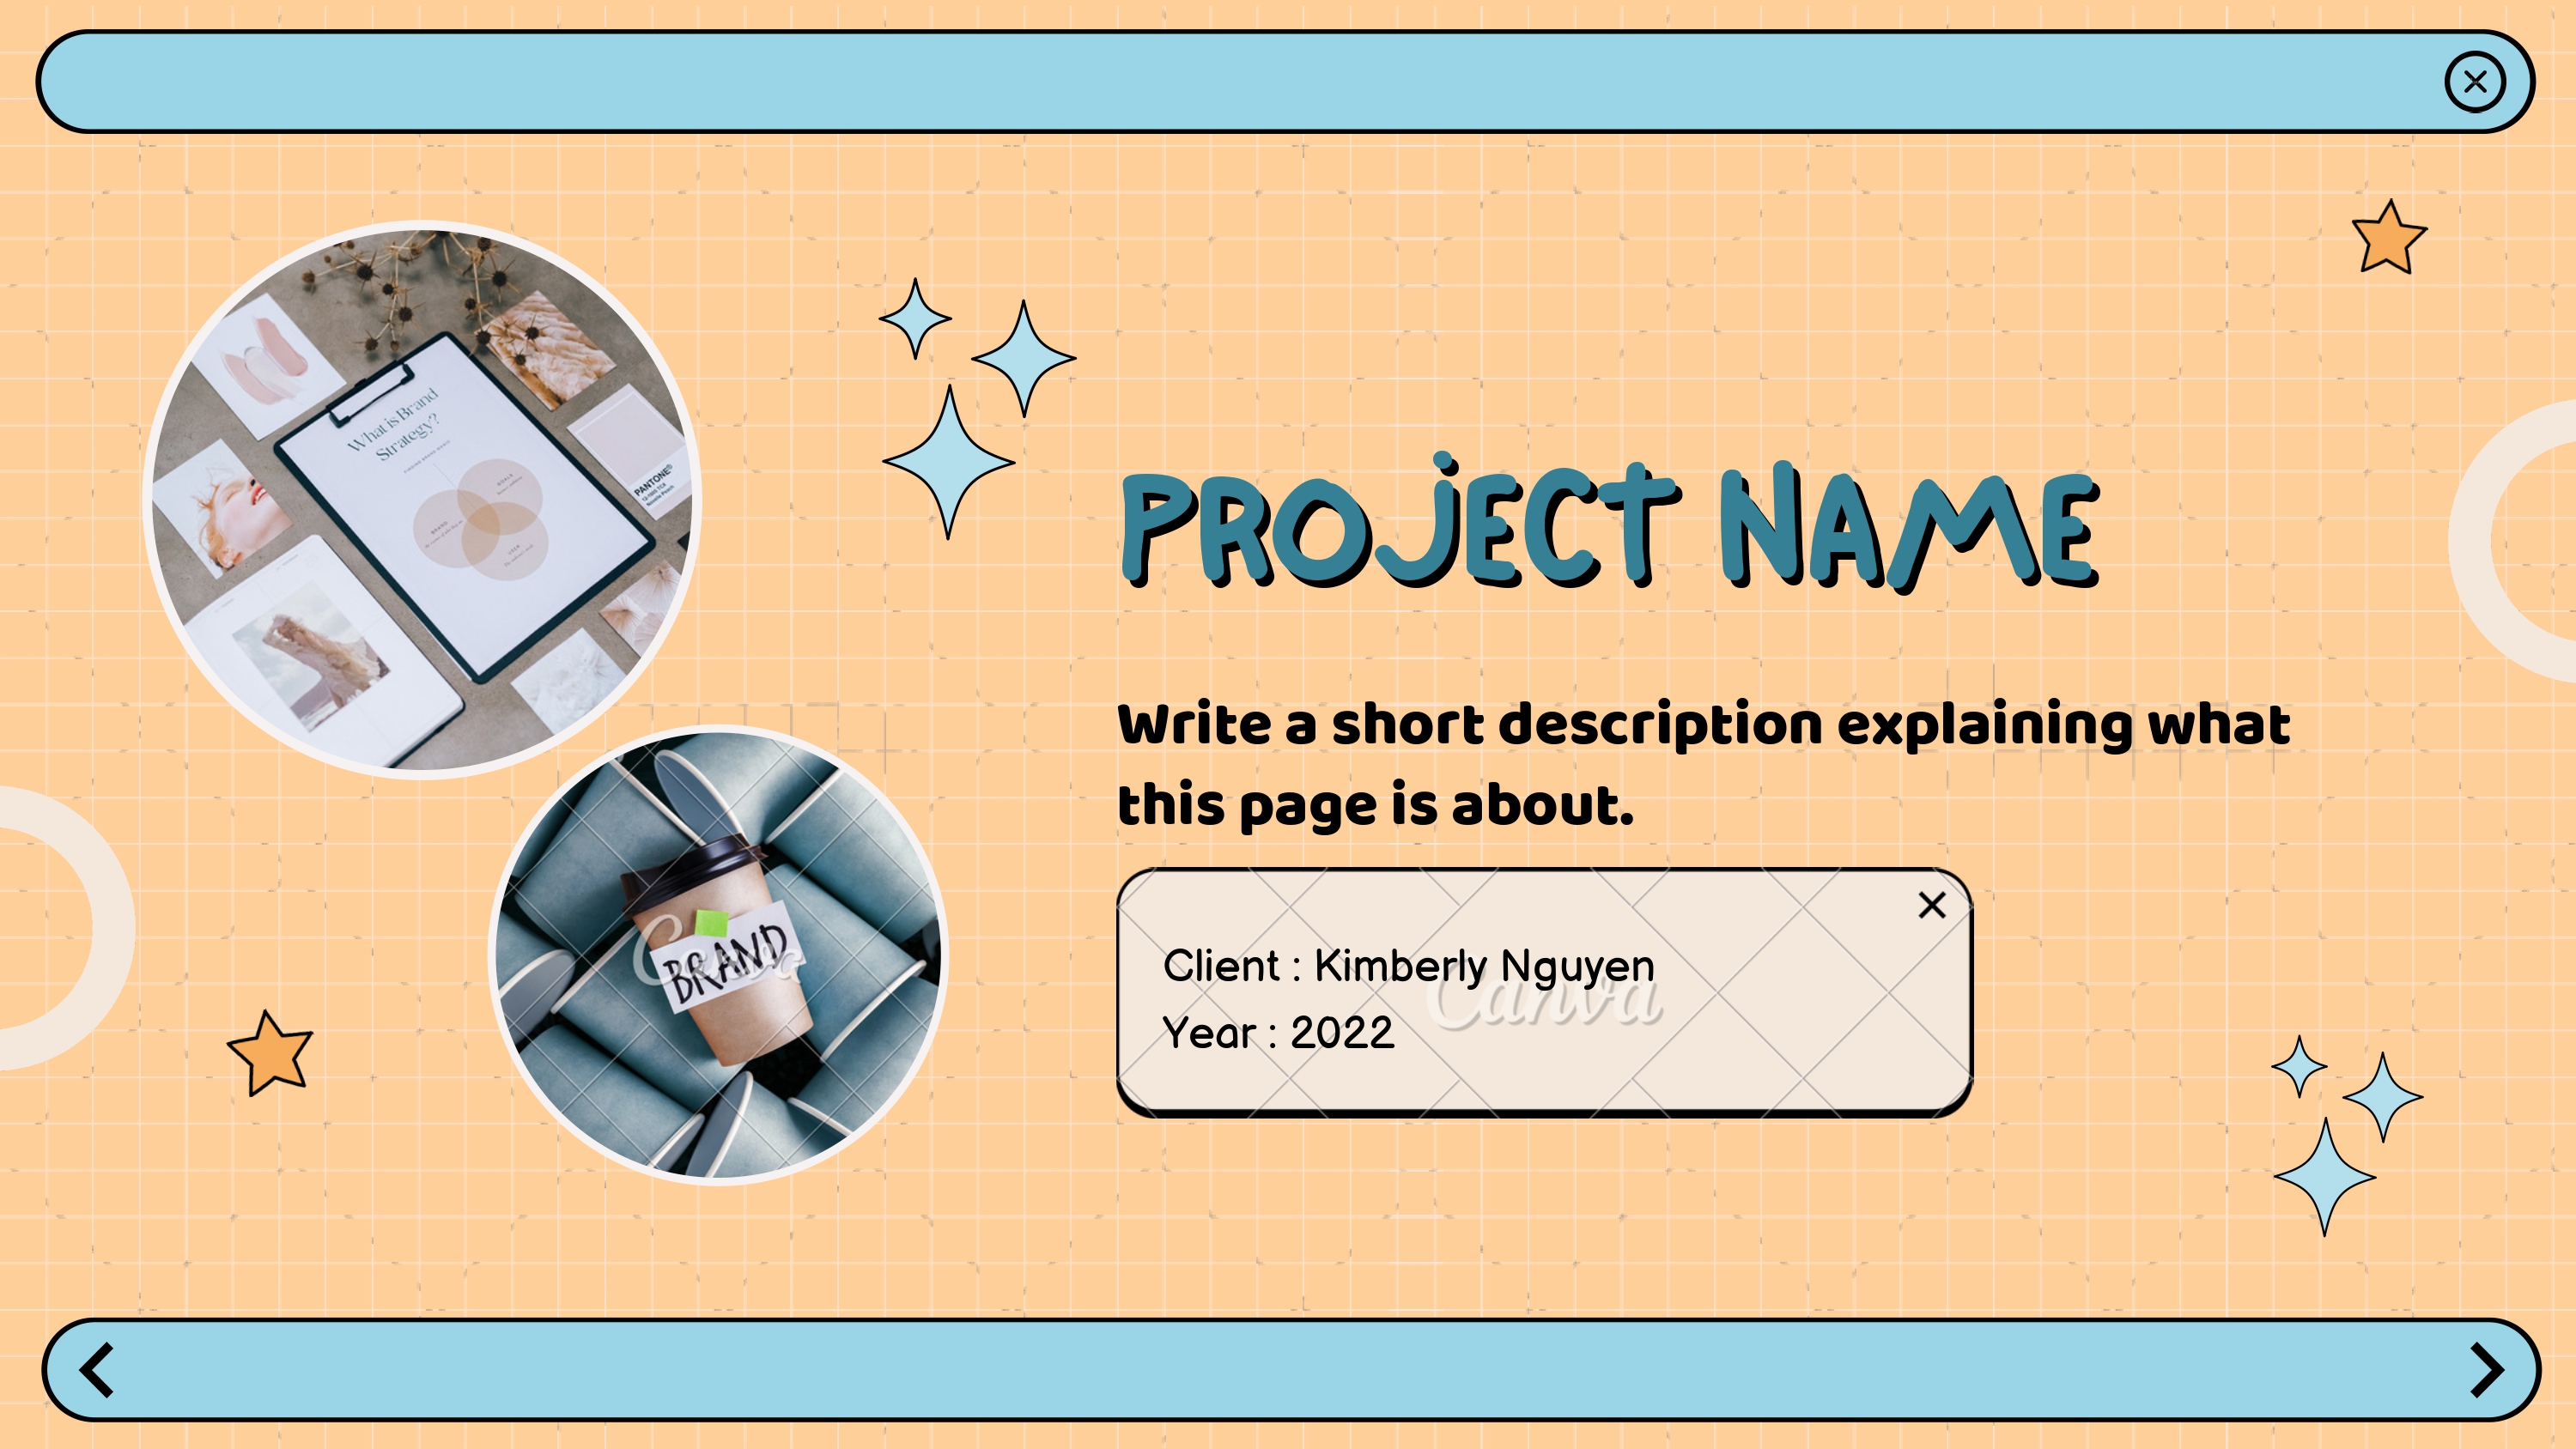 What is Brand
Strategy?
PANTONE®
BRAND
Canva
PROJECT NAME
Write a short description explaining what
this page is about.
Client : Kimberly Nguyen
Year : 2022
Canva